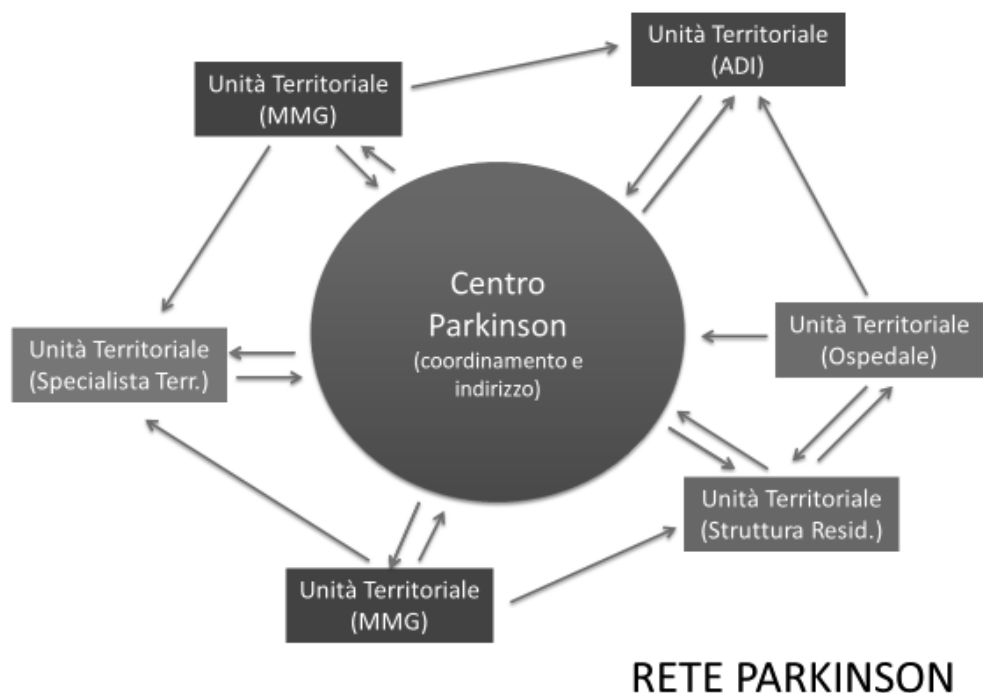 Unità Territoriale
(ADI)
Unità Territoriale
(MMG)
Centro
Parkinson
(coordinamento e
indirizzo)
Unità Territoriale
(Ospedale)
Unità Territoriale
(Specialista Terr.)
Unità Territoriale
(Struttura Resid.)
Unità Territoriale
(MMG)
RETE PARKINSON